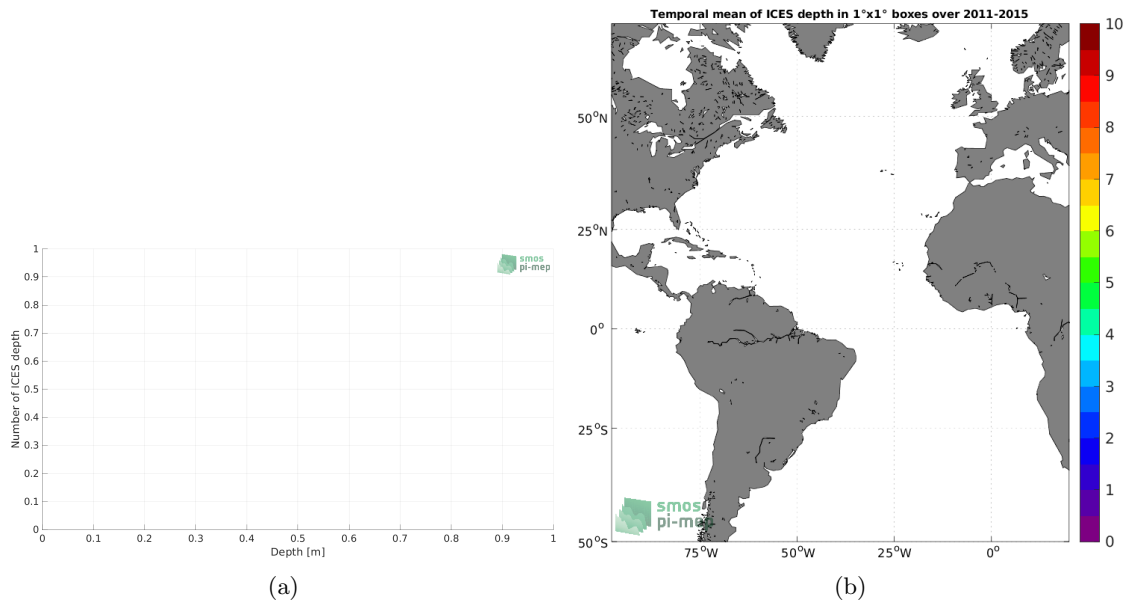 Temporal mean of ICES depth in 1°x1° boxes over 2011-2015
1
0.9
0.8
0.7
0.6
0.5
0.4
0.3
0.2
0.1
0
Number of ICES depth
0 0.1 0.2 0.3 0.4 0.5 0.6 0.7 0.8 0.9 1
Depth [m]
smos
pi-mep
50°N
25°N
0°
25°S
50°S
75°W 50°W 25°W 0°
smos
pi-mep
10
9
8
7
6
5
4
3
2
1
0
(a) (b)